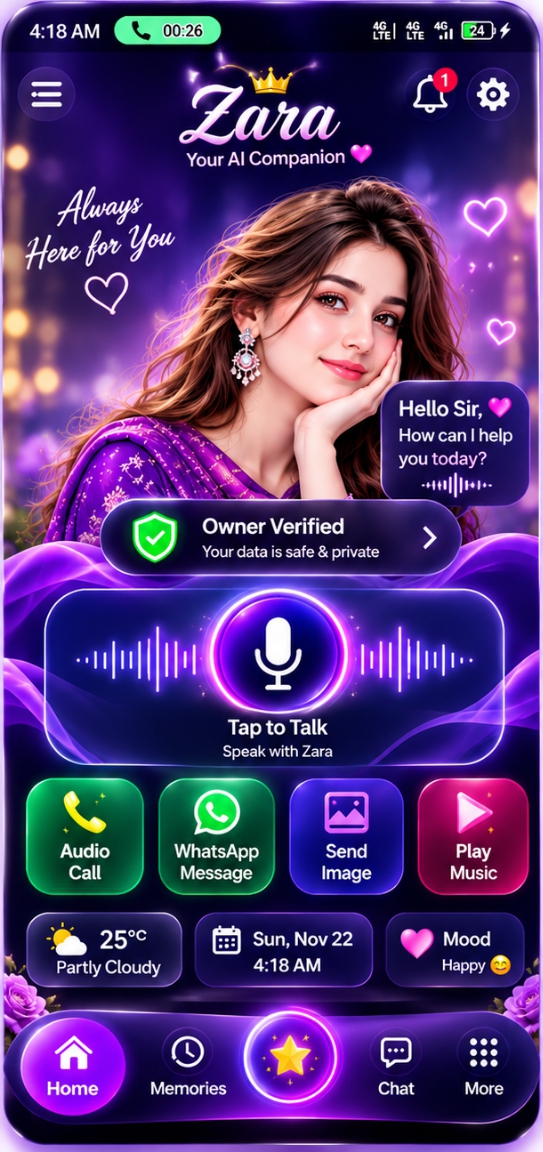 4:18 AM
00:26
4G LTE
4G LTE
4G
24
1
Zara
Your AI Companion
Always
Here for You
Hello Sir,
How can I help
you today?
Owner Verified
Your data is safe & private
Tap to Talk
Speak with Zara
Audio
Call
WhatsApp
Message
Send
Image
Play
Music
25°C
Partly Cloudy
Sun, Nov 22
4:18 AM
Mood
Happy 😊
Home
Memories
Chat
More